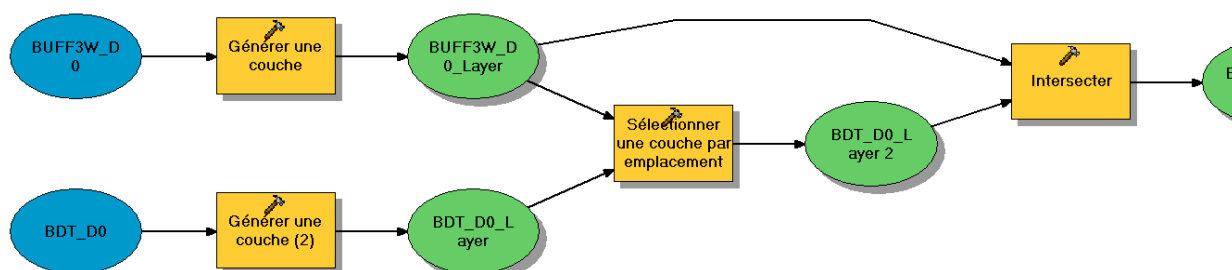 BUFF3W_D
0
Générer une
couche
BUFF3W_D
0_Layer
Intersecter
B
Sélectionner
une couche par
emplacement
BDT_D0_L
ayer 2
BDT_D0
Générer une
couche (2)
BDT_D0_L
ayer